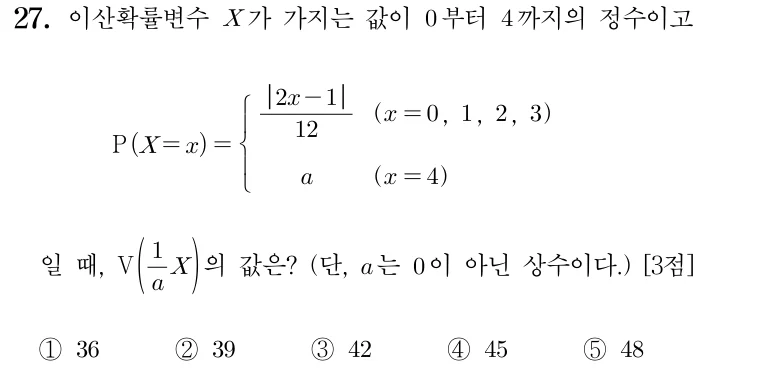 27. 이산확률변수 X가 가지는 값이 0부터 4까지의 정수이고
P(X=x)= { |2x-1|/12 (x=0, 1, 2, 3)
a (x=4)
일 때, V(1/a X)의 값은? (단, a는 0이 아닌 상수이다.) [3점]
① 36 ② 39 ③ 42 ④ 45 ⑤ 48